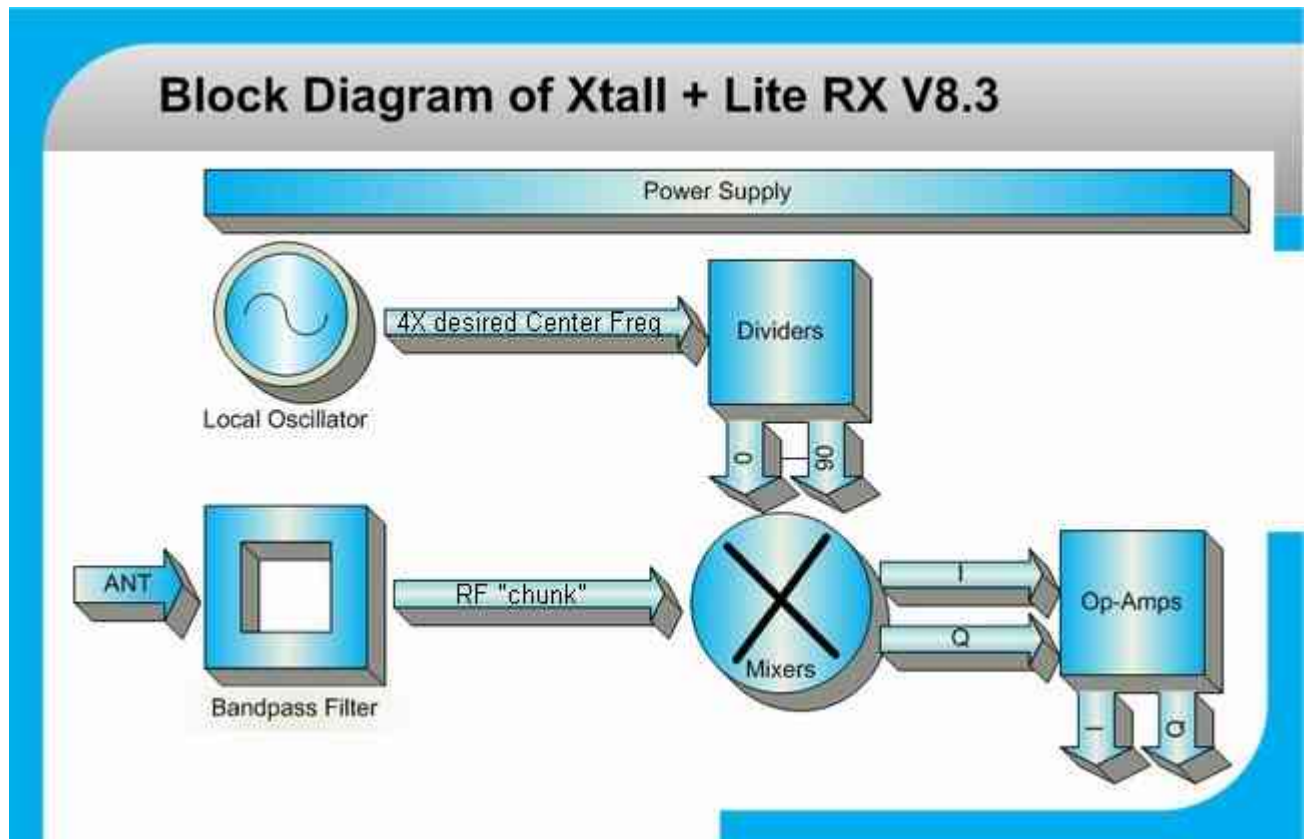 Block Diagram of Xtall + Lite RX V8.3
Power Supply
4X desired Center Freq
Dividers
Local Oscillator
0
90
ANT
RF "chunk"
I
Op-Amps
Q
Mixers
Bandpass Filter
I
Q